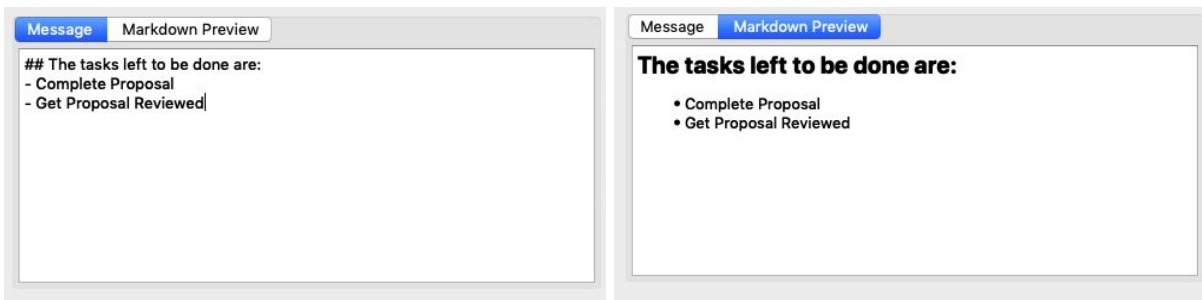 Message Markdown Preview
## The tasks left to be done are:
- Complete Proposal
- Get Proposal Reviewed
Message Markdown Preview
The tasks left to be done are:
• Complete Proposal
• Get Proposal Reviewed